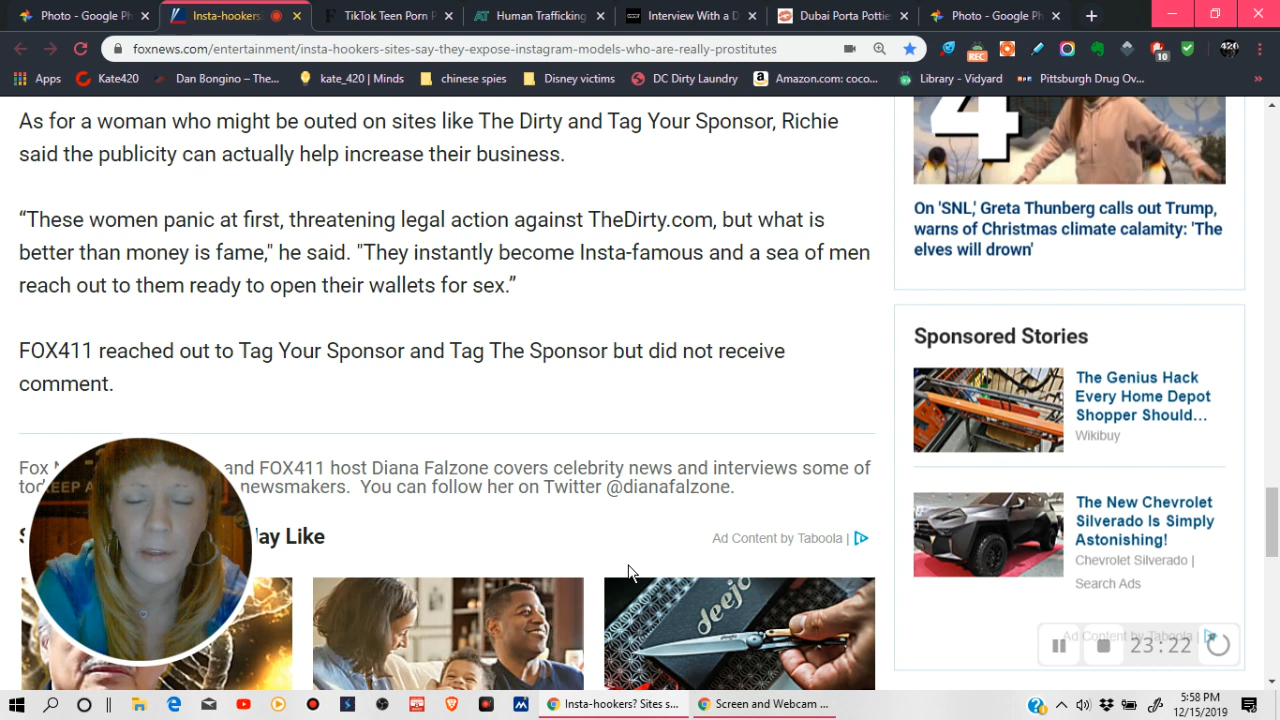 Photo - Google Ph
Insta-hookers
TikTok Teen Porn P
Human Trafficking
Interview With a D
Dubai Porta Pottie
Photo - Google Ph
foxnews.com/entertainment/insta-hookers-sites-say-they-expose-instagram-models-who-are-really-prostitutes
REC
10
420
Apps
Kate420
Dan Bongino – The...
kate_420 | Minds
chinese spies
Disney victims
DC Dirty Laundry
Amazon.com: coco...
Library - Vidyard
Pittsburgh Drug Ov...
As for a woman who might be outed on sites like The Dirty and Tag Your Sponsor, Richie
said the publicity can actually help increase their business.
“These women panic at first, threatening legal action against TheDirty.com, but what is
better than money is fame," he said. "They instantly become Insta-famous and a sea of men
reach out to them ready to open their wallets for sex.”
FOX411 reached out to Tag Your Sponsor and Tag The Sponsor but did not receive
comment.
Fox and FOX411 host Diana Falzone covers celebrity news and interviews some of
newsmakers. You can follow her on Twitter @dianafalzone.
ay Like
Ad Content by Taboola |
deejo
4
On 'SNL,' Greta Thunberg calls out Trump,
warns of Christmas climate calamity: 'The
elves will drown'
Sponsored Stories
The Genius Hack
Every Home Depot
Shopper Should...
Wikibuy
The New Chevrolet
Silverado Is Simply
Astonishing!
Chevrolet Silverado |
Search Ads
Ad Content by Taboola |
23:22
Insta-hookers? Sites s...
Screen and Webcam ...
5:58 PM
12/15/2019